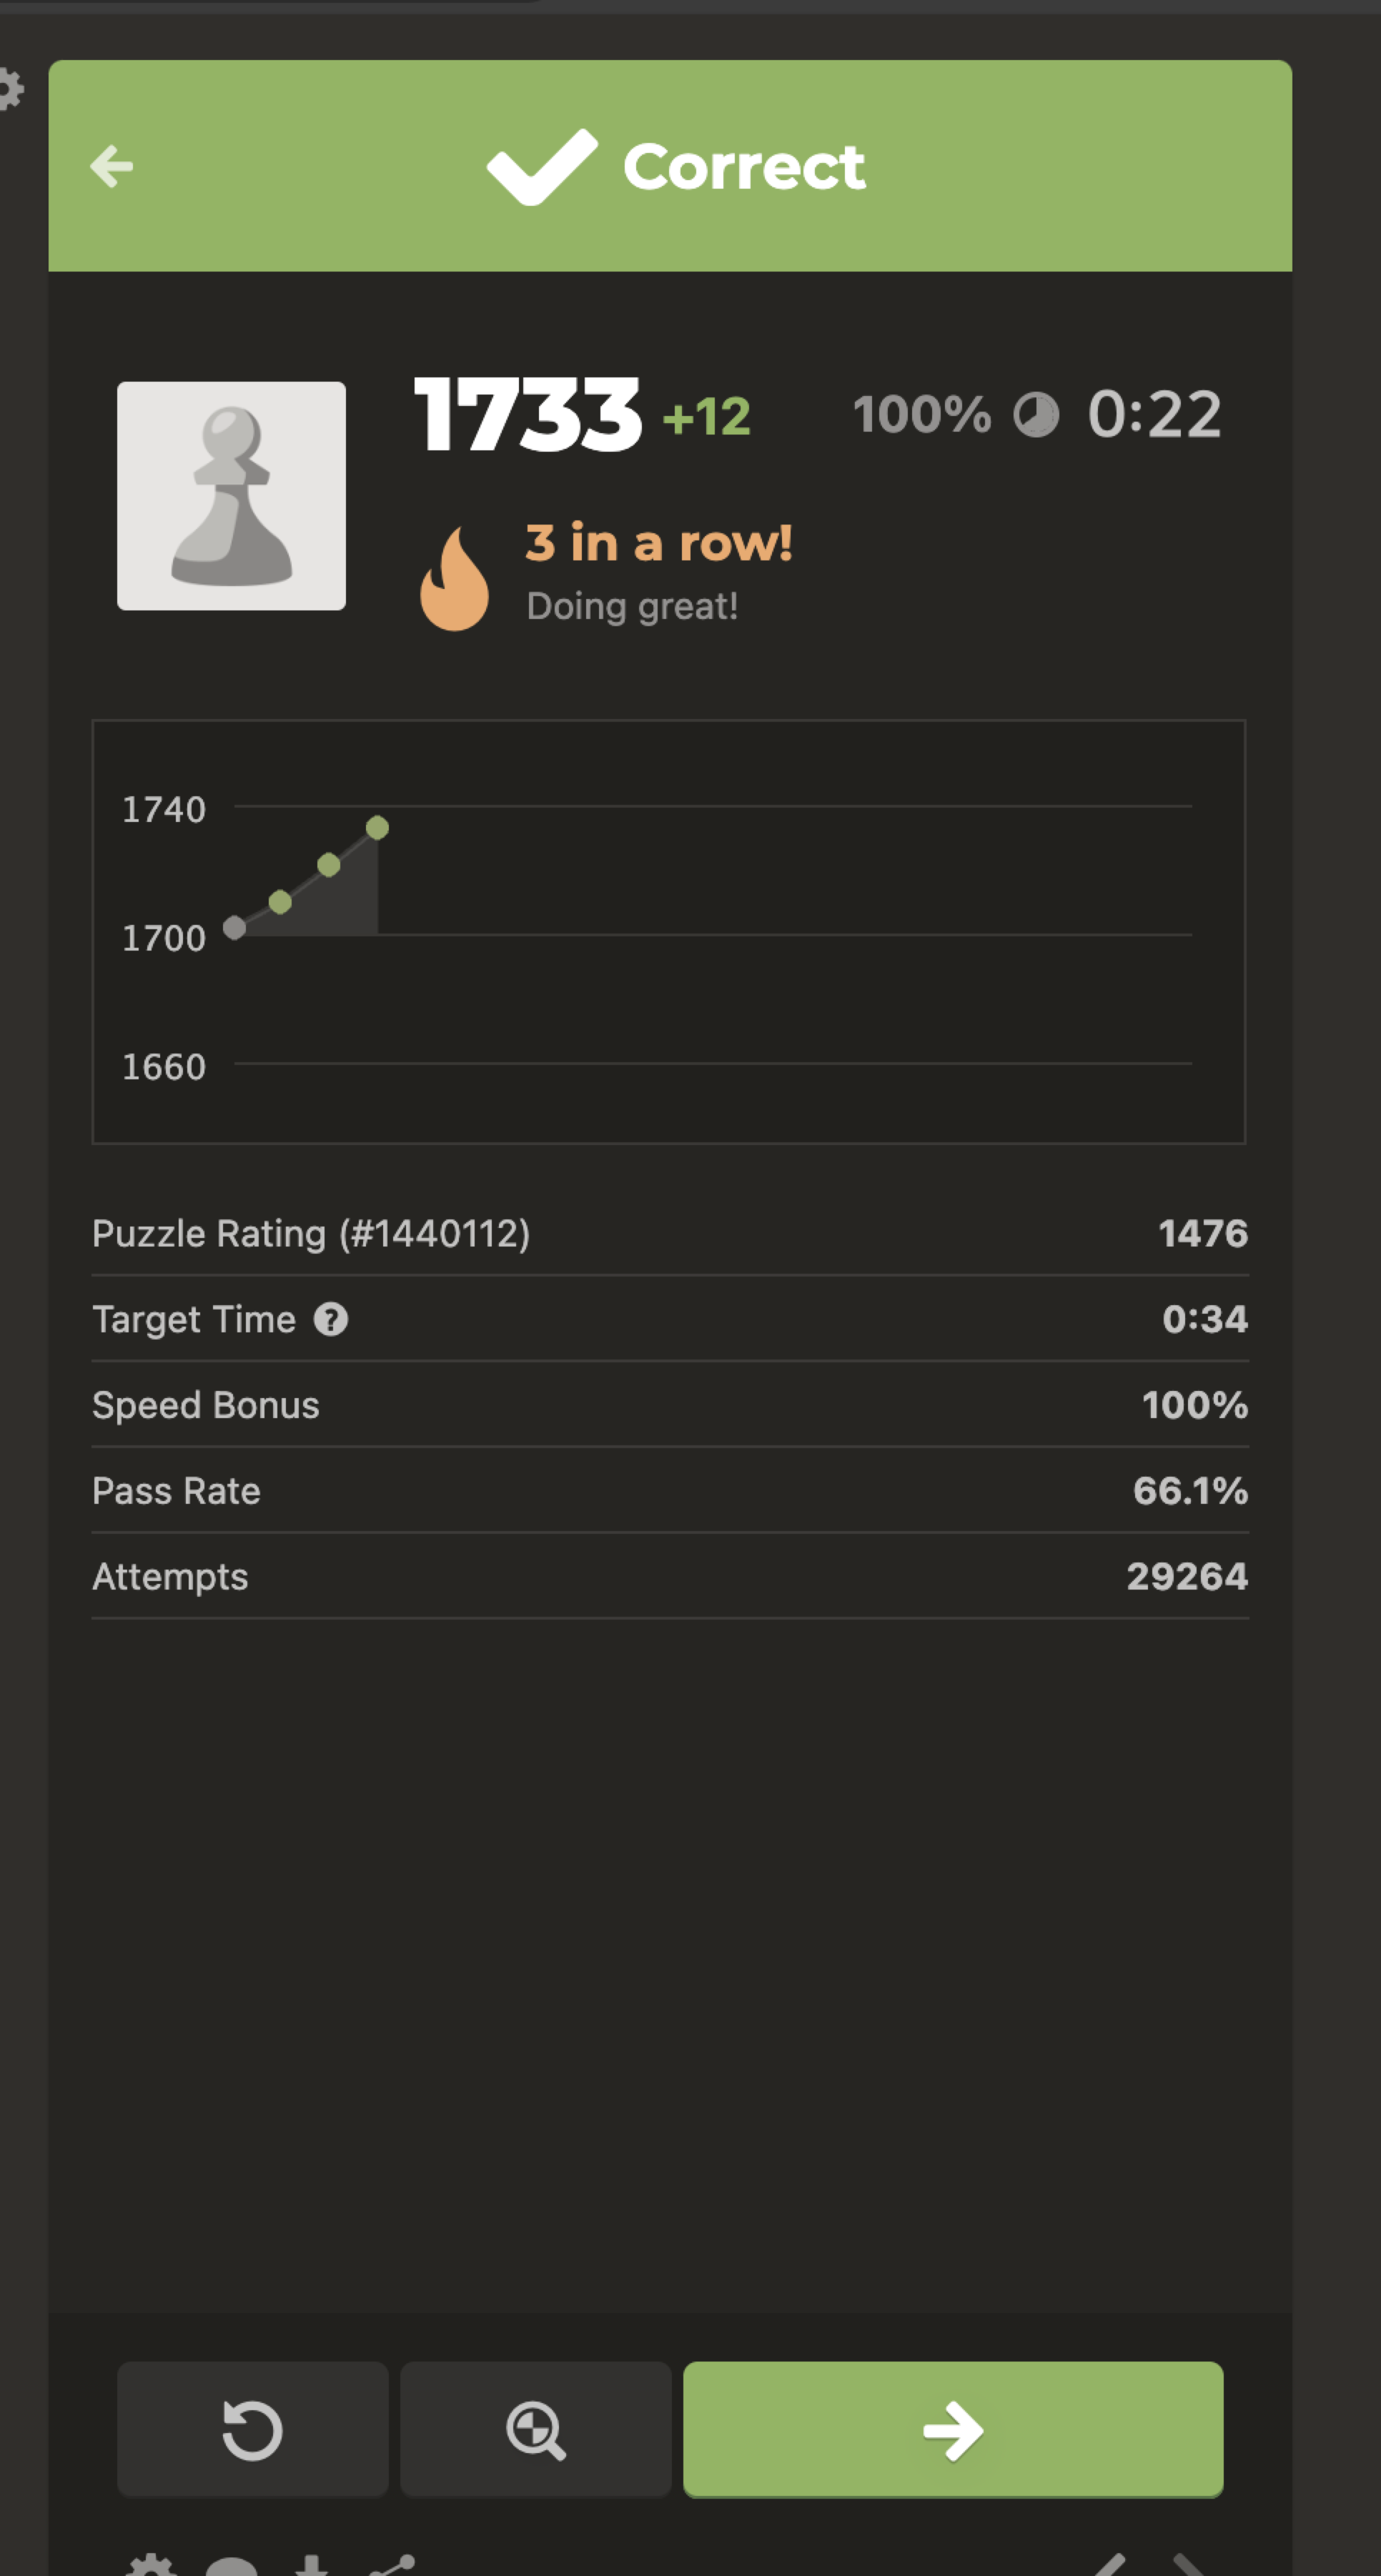 Correct
1733 +12 100% 0:22
3 in a row!
Doing great!
1740
1700
1660
Puzzle Rating (#1440112) 1476
Target Time ? 0:34
Speed Bonus 100%
Pass Rate 66.1%
Attempts 29264